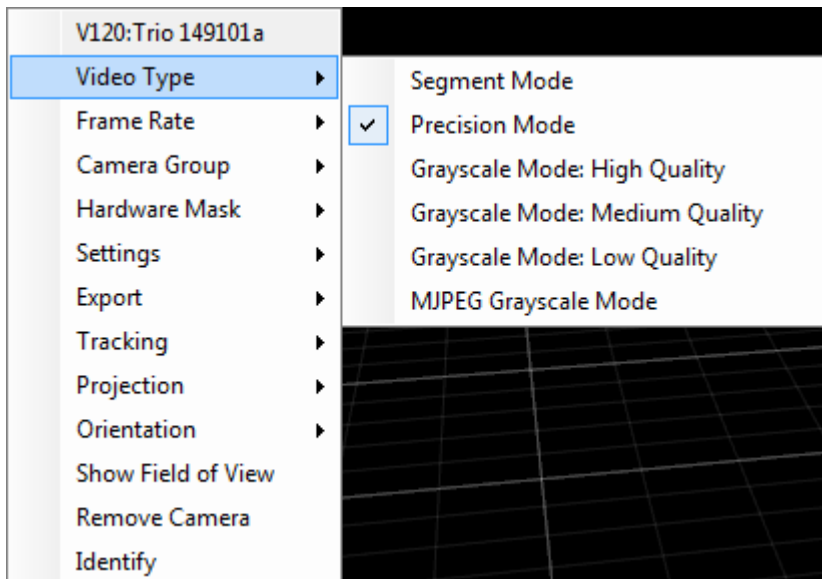 V120:Trio 149101a
Video Type
Frame Rate
Camera Group
Hardware Mask
Settings
Export
Tracking
Projection
Orientation
Show Field of View
Remove Camera
Identify
Segment Mode
Precision Mode
Grayscale Mode: High Quality
Grayscale Mode: Medium Quality
Grayscale Mode: Low Quality
MJPEG Grayscale Mode